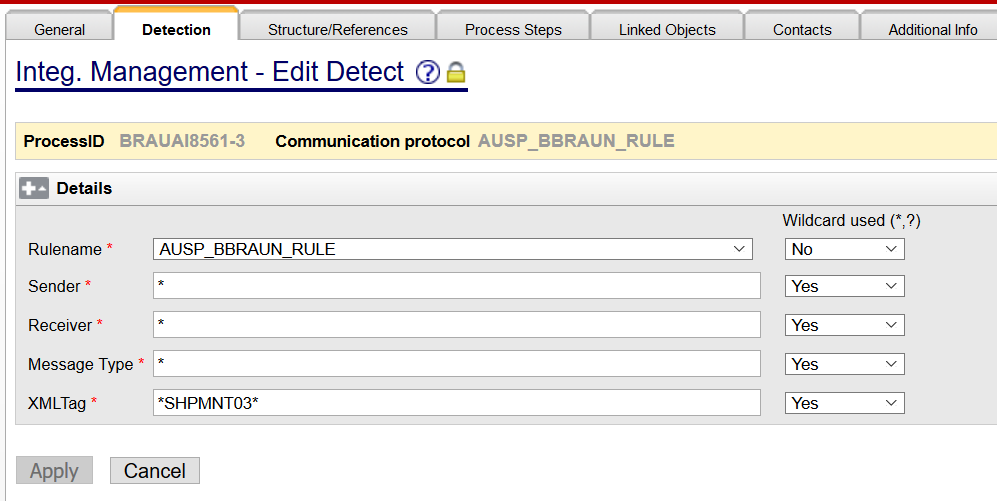 General Detection Structure/References Process Steps Linked Objects Contacts Additional Info
Integ. Management - Edit Detect ?
ProcessID BRAUAI8561-3 Communication protocol AUSP_BBRAUN_RULE
Details
Wildcard used (*,?)
Rulename * AUSP_BBRAUN_RULE No
Sender * * Yes
Receiver * * Yes
Message Type * * Yes
XMLTag * *SHPMNT03* Yes
Apply Cancel